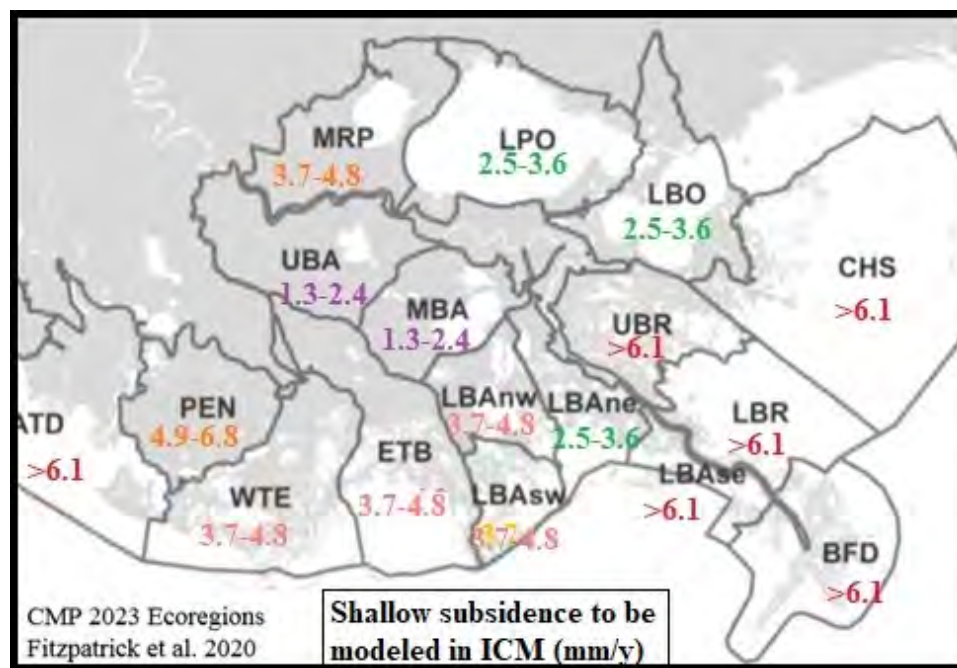 MRP
3.7-4.8
LPO
2.5-3.6
LBO
2.5-3.6
CHS
>6.1
UBA
1.3-2.4
MBA
1.3-2.4
UBR
>6.1
LBAnw
3.7-4.8
LBAne
2.5-3.6
LBR
>6.1
ATD
>6.1
PEN
4.9-6.8
WTE
3.7-4.8
ETB
3.7-4.8
LBAsw
3.7-4.8
LBAse
>6.1
BFD
>6.1
CMP 2023 Ecoregions
Fitzpatrick et al. 2020
Shallow subsidence to be
modeled in ICM (mm/y)